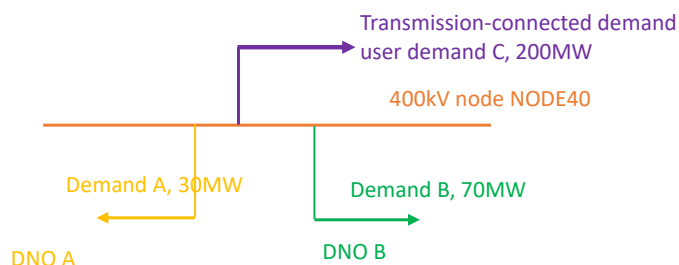 Transmission-connected demand
user demand C, 200MW
400kV node NODE40
Demand A, 30MW
Demand B, 70MW
DNO A
DNO B